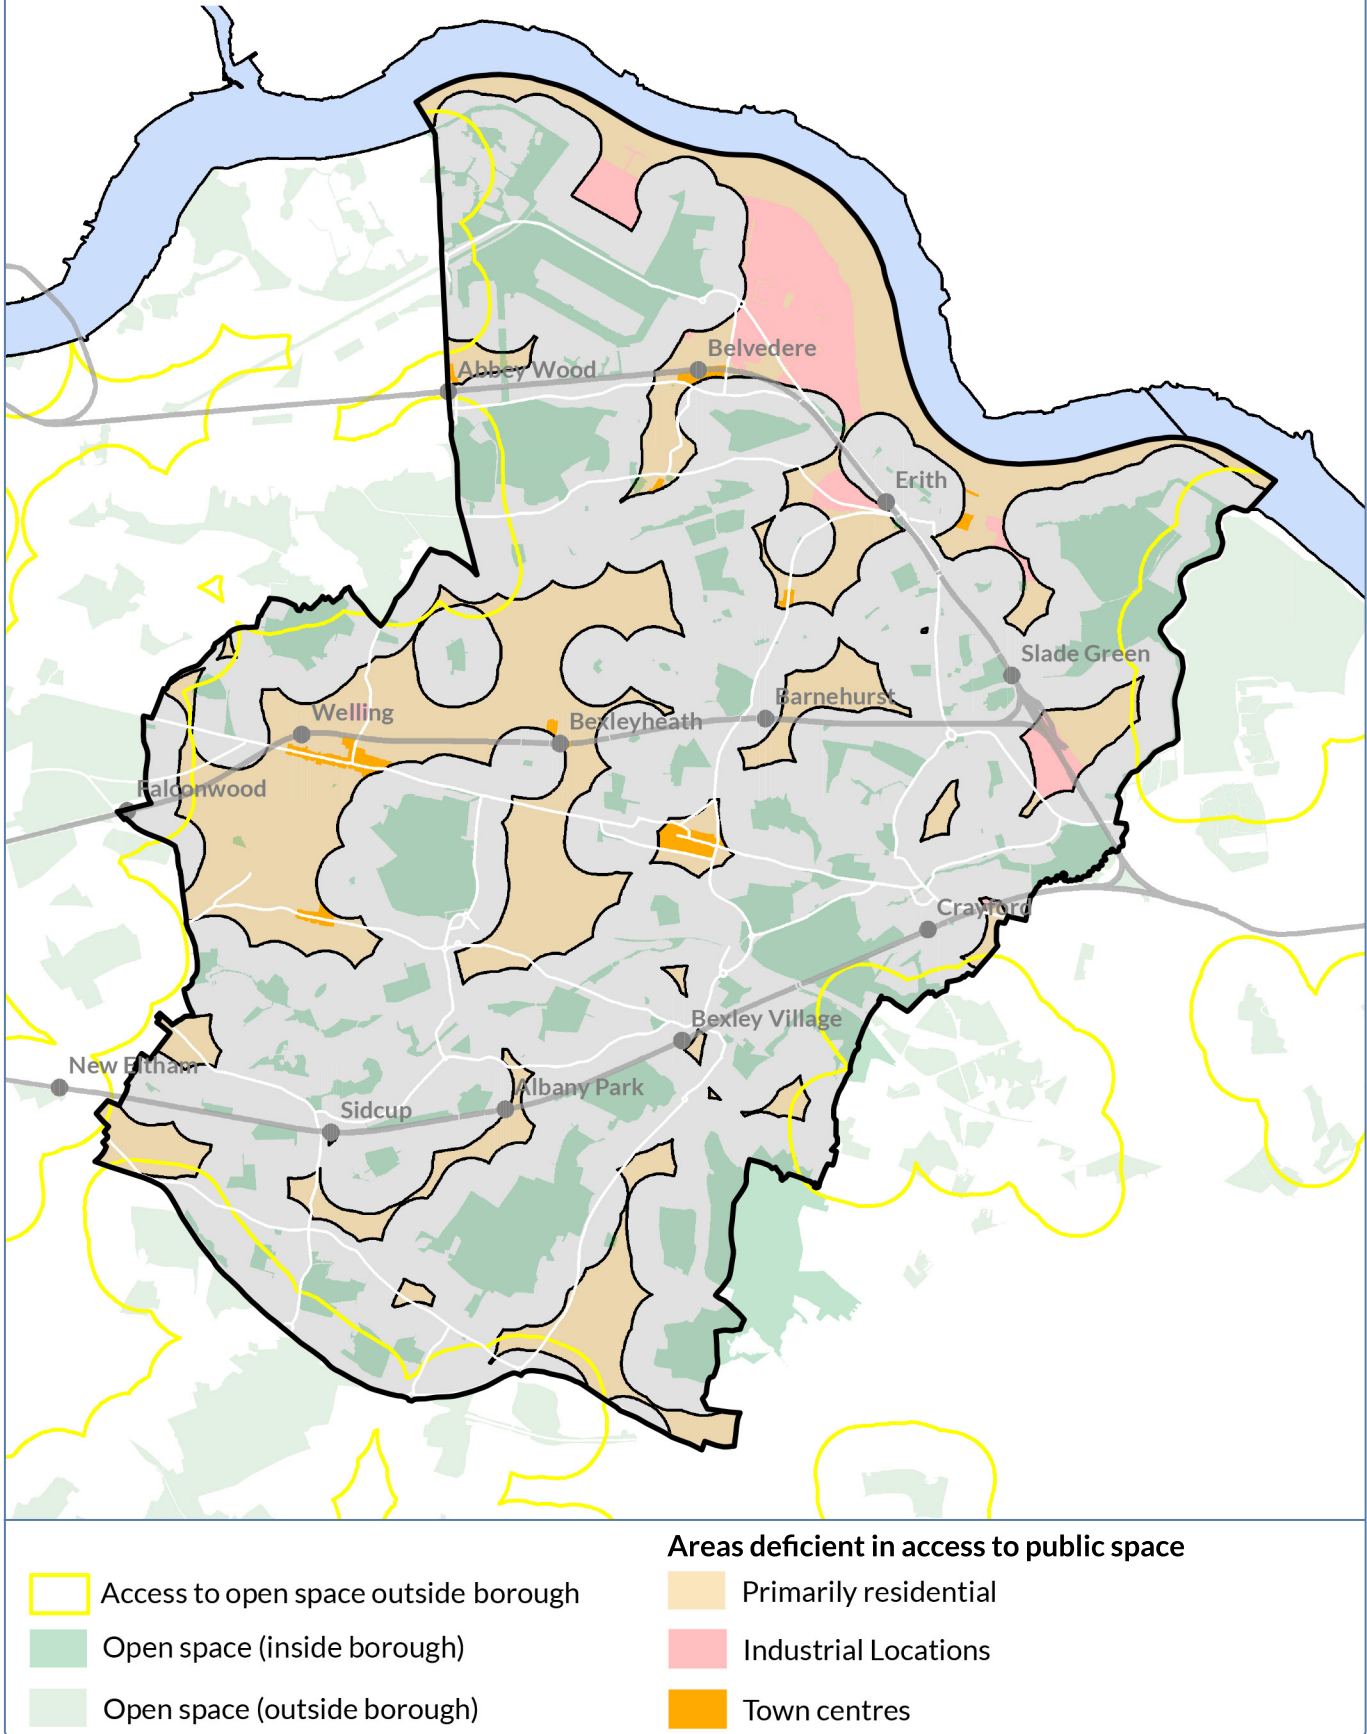 Belvedere
Abbey Wood
Erith
Slade Green
Barnehurst
Welling
Bexleyheath
Falconwood
Crayford
Bexley Village
New Eltham
Albany Park
Sidcup
Areas deficient in access to public space
Access to open space outside borough
Primarily residential
Open space (inside borough)
Industrial Locations
Open space (outside borough)
Town centres